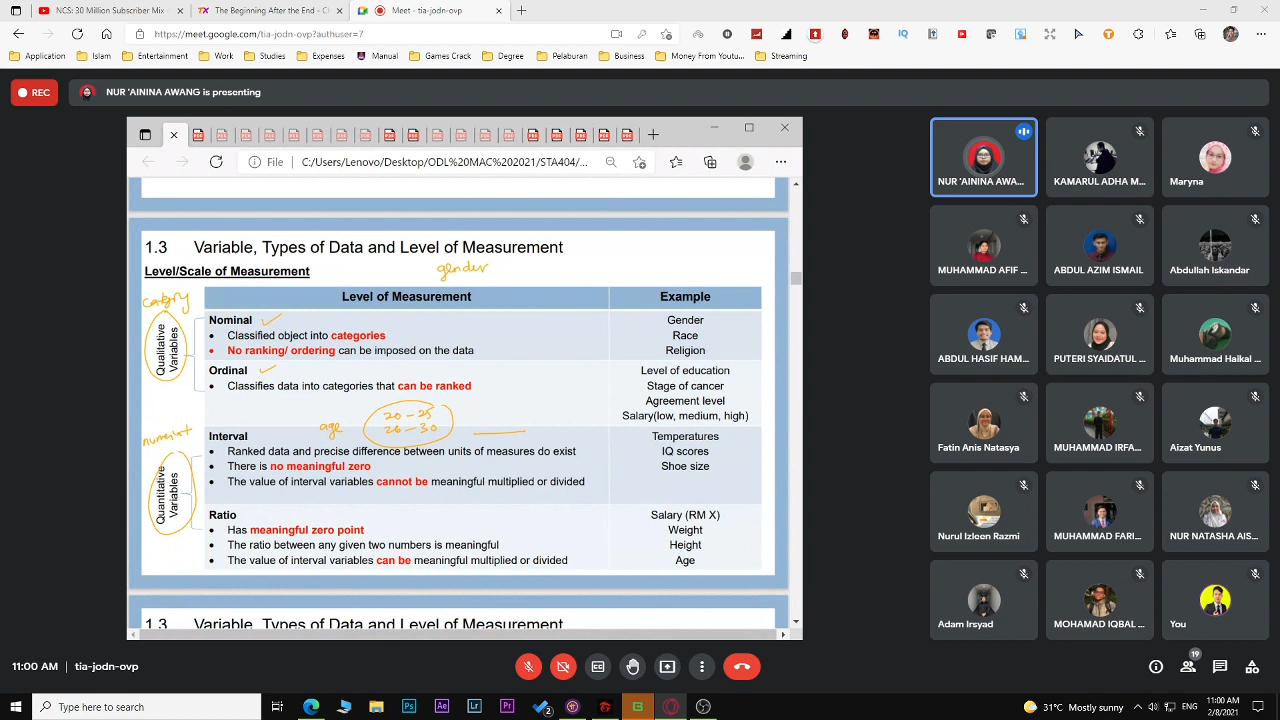 NCS: 30 Million Subscriber Mix
The Beginning After the End - C
Meet - tia-jodn-ovp
https://meet.google.com/tia-jodn-ovp?authuser=7
Application
Islam
Entertainment
Work
Studies
Expenses
Manual
Games Crack
Degree
Pelaburan
Business
Money From Youtu...
Streaming
REC
NUR 'AININA AWANG is presenting
File
C:/Users/Lenovo/Desktop/ODL%20MAC%202021/STA404/...
1.3 Variable, Types of Data and Level of Measurement
Level/Scale of Measurement
gender
category
Qualitative Variables
Level of Measurement
Example
Nominal
• Classified object into categories
• No ranking/ ordering can be imposed on the data
Gender
Race
Religion
Ordinal
• Classifies data into categories that can be ranked
Level of education
Stage of cancer
Agreement level
Salary(low, medium, high)
age
20 - 25
26 - 30
Quantitative Variables
Interval
• Ranked data and precise difference between units of measures do exist
• There is no meaningful zero
• The value of interval variables cannot be meaningful multiplied or divided
Temperatures
IQ scores
Shoe size
Ratio
• Has meaningful zero point
• The ratio between any given two numbers is meaningful
• The value of interval variables can be meaningful multiplied or divided
Salary (RM X)
Weight
Height
Age
1.3 Variable, Types of Data and Level of Measurement
NUR 'AININA AWA...
KAMARUL ADHA M...
Maryna
MUHAMMAD AFIF ...
ABDUL AZIM ISMAIL
Abdullah Iskandar
ABDUL HASIF HAM...
PUTERI SYAIDATUL ...
Muhammad Haikal ...
Fatin Anis Natasya
MUHAMMAD IRFA...
Aizat Yunus
Nurul Izleen Razmi
MUHAMMAD FARI...
NUR NATASHA AIS...
Adam Irsyad
MOHAMAD IQBAL ...
You
11:00 AM
tia-jodn-ovp
19
Type here to search
Ps
Ae
Lr
Pr
2
31°C Mostly sunny
ENG
11:00 AM
2/8/2021